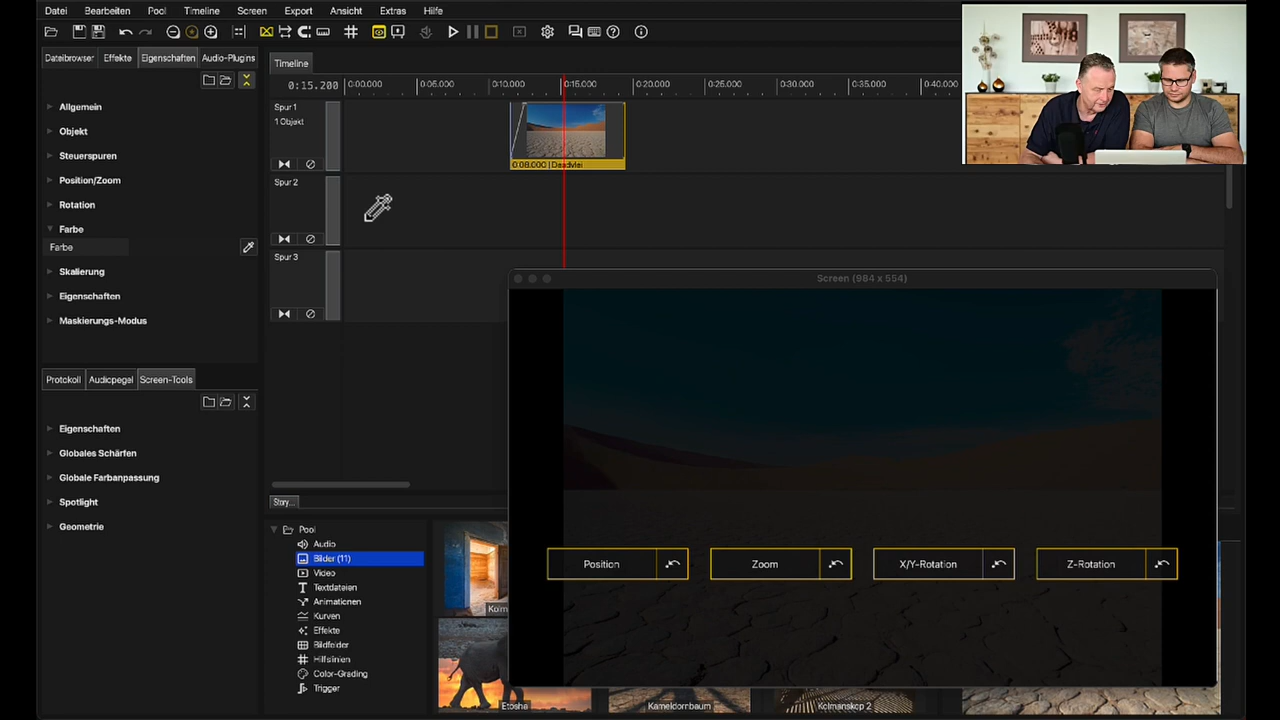 Datei Bearbeiten Pool Timeline Screen Export Ansicht Extras Hilfe
Dateibrowser Effekte Eigenschaften Audio-Plugins
Allgemein
Objekt
Steuerspuren
Position/Zoom
Rotation
Farbe
Farbe
Skalierung
Eigenschaften
Maskierungs-Modus
Protokoll Audiopegel Screen-Tools
Eigenschaften
Globales Schärfen
Globale Farbanpassung
Spotlight
Geometrie
Timeline
0:15.200 0:00.000 0:05.000 0:10.000 0:15.000 0:20.000 0:25.000 0:30.000 0:35.000 0:40.000
Spur 1
1 Objekt
0:08.000 | Deadvlei
Spur 2
Spur 3
Screen (984 x 554)
Position Zoom X/Y-Rotation Z-Rotation
Story...
Pool
Audio
Bilder (11)
Video
Textdateien
Animationen
Kurven
Effekte
Bildfelder
Hilfslinien
Color-Grading
Trigger
Etosha Kameldornbaum Kolmanskop 2